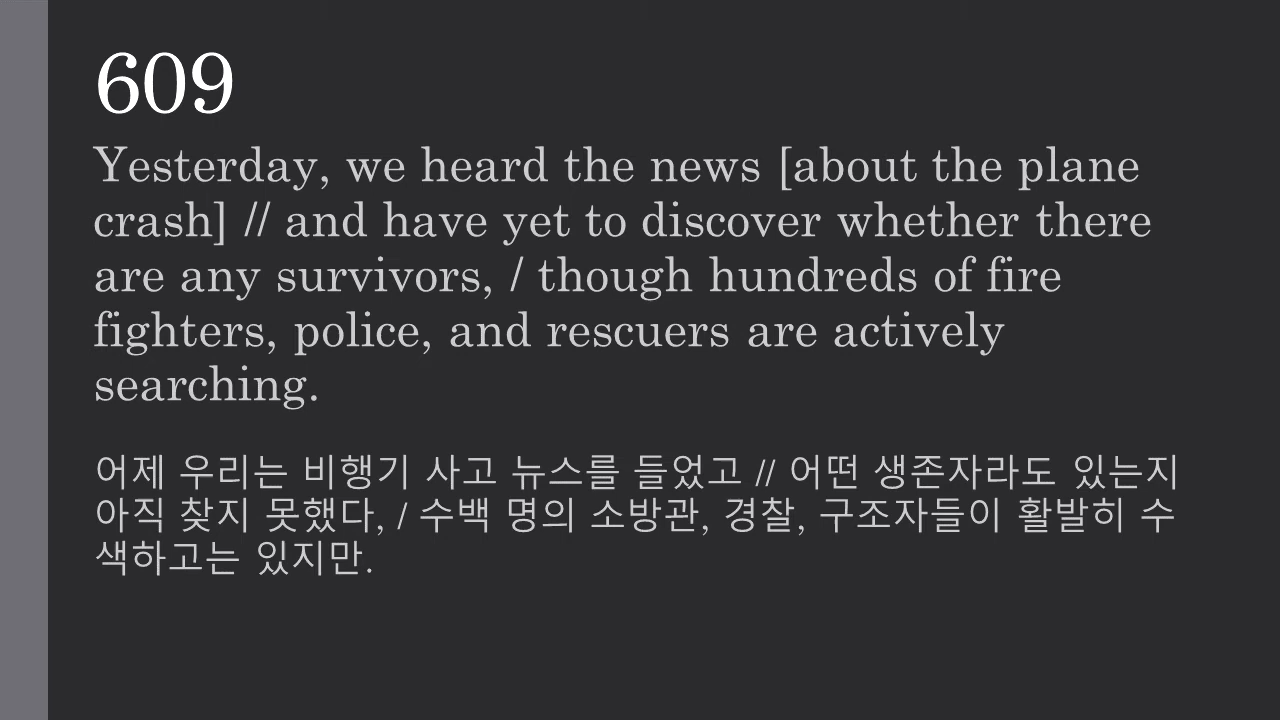 609
Yesterday, we heard the news [about the plane
crash] // and have yet to discover whether there
are any survivors, / though hundreds of fire
fighters, police, and rescuers are actively
searching.
어제 우리는 비행기 사고 뉴스를 들었고 // 어떤 생존자라도 있는지
아직 찾지 못했다, / 수백 명의 소방관, 경찰, 구조자들이 활발히 수
색하고는 있지만.